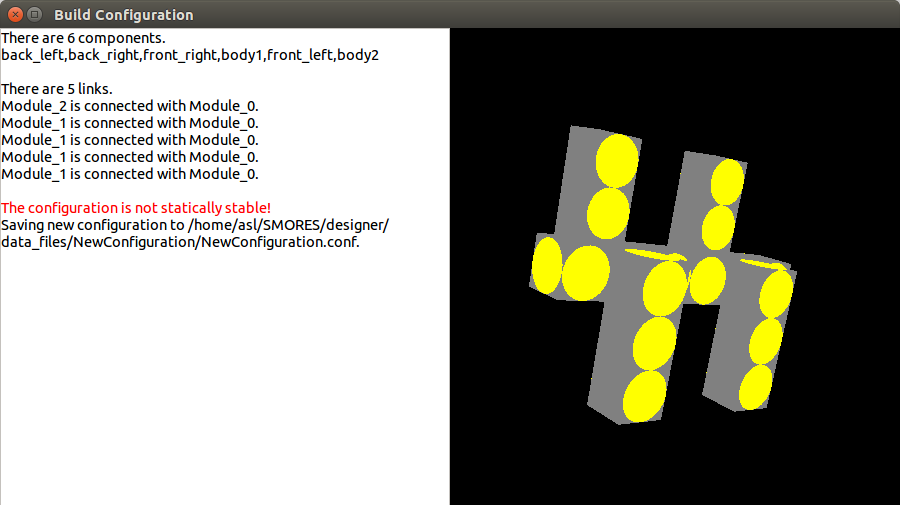 Build Configuration
There are 6 components.
back_left,back_right,front_right,body1,front_left,body2
There are 5 links.
Module_2 is connected with Module_0.
Module_1 is connected with Module_0.
Module_1 is connected with Module_0.
Module_1 is connected with Module_0.
Module_1 is connected with Module_0.
The configuration is not statically stable!
Saving new configuration to /home/asl/SMORES/designer/
data_files/NewConfiguration/NewConfiguration.conf.